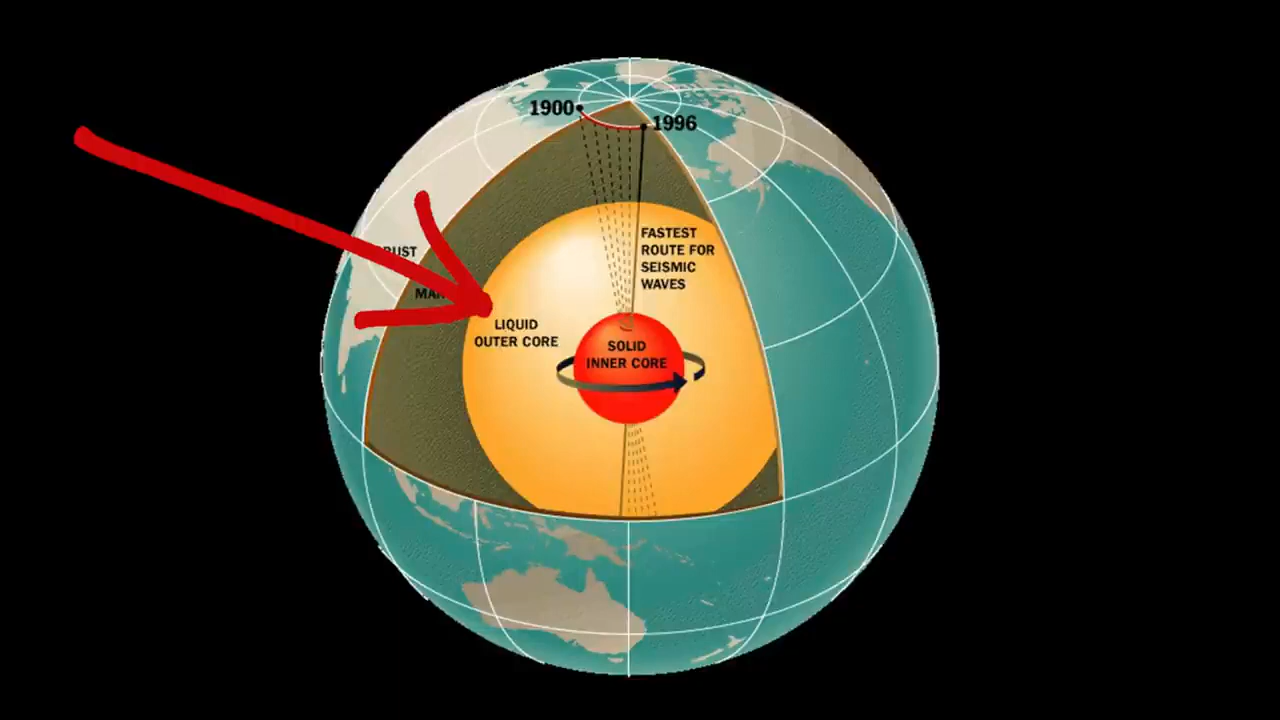 1900
1996
FASTEST
ROUTE FOR
SEISMIC
WAVES
LIQUID
OUTER CORE
SOLID
INNER CORE